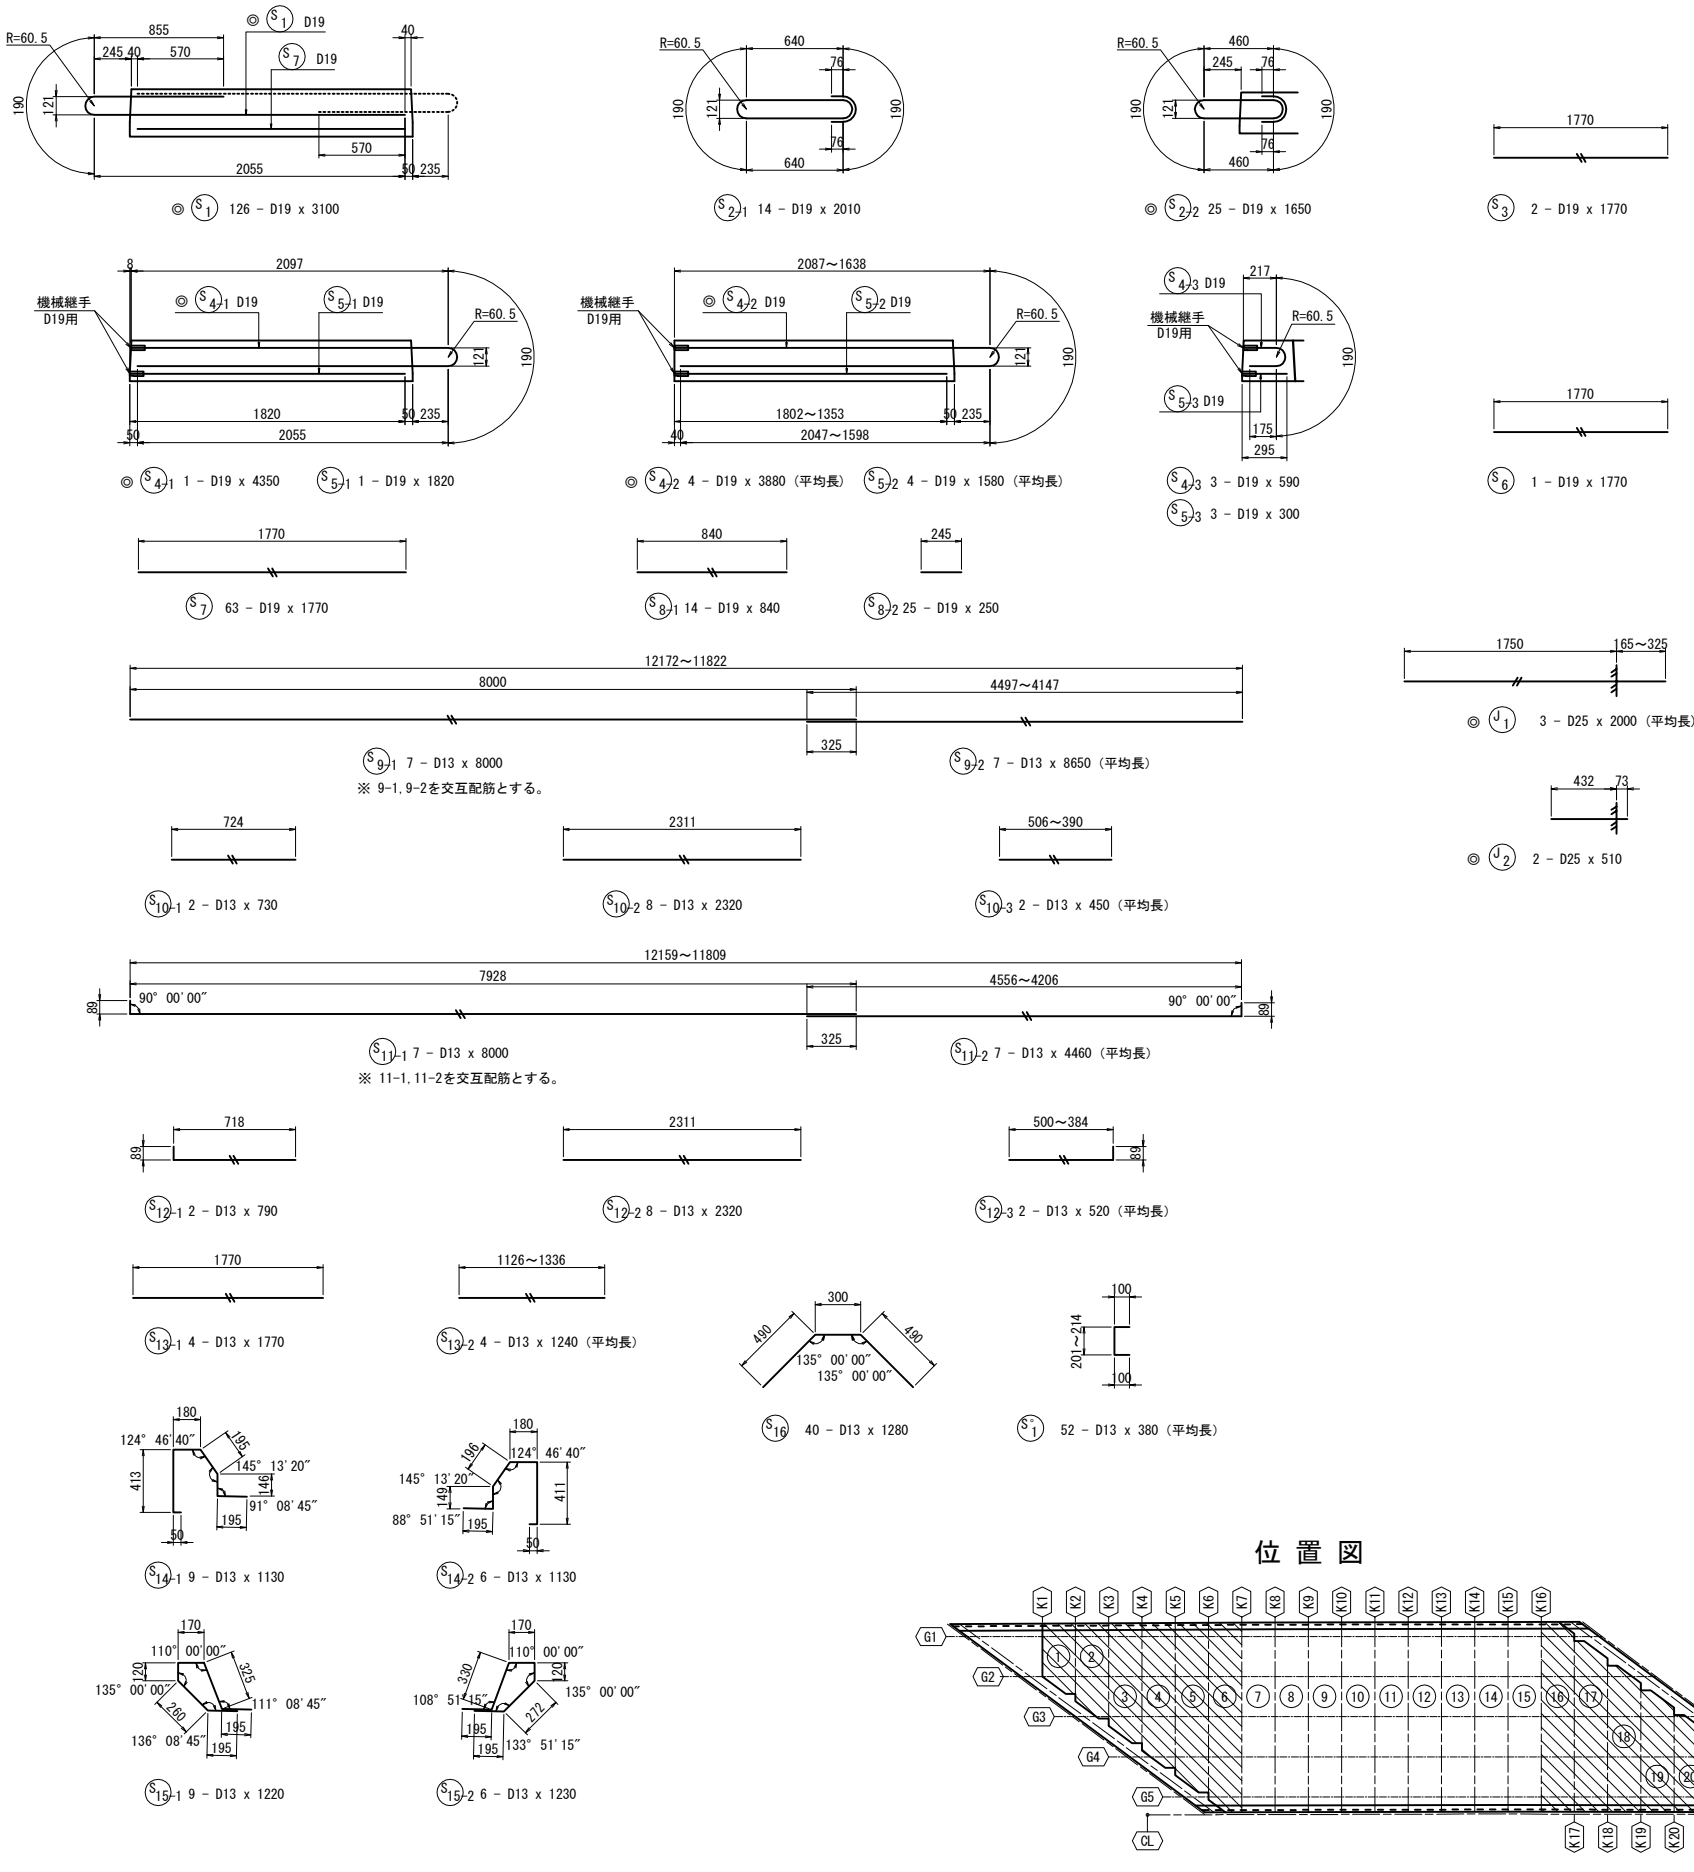 R=60.5
855
245 40 570
◎ S1 D19
S7 D19
40
190
121
570
2055
50 235
◎ S1 126 - D19 x 3100
R=60.5
640
76
190
121
190
76
640
S2-1 14 - D19 x 2010
R=60.5
460
245
76
190
121
190
76
460
◎ S2-2 25 - D19 x 1650
1770
S3 2 - D19 x 1770
8
2097
機械継手
D19用
◎ S4-1 D19
S5-1 D19
R=60.5
121
190
1820
50 235
50
2055
◎ S4-1 1 - D19 x 4350
S5-1 1 - D19 x 1820
2087～1638
機械継手
D19用
◎ S4-2 D19
S5-2 D19
R=60.5
121
190
1802～1353
50 235
40
2047～1598
◎ S4-2 4 - D19 x 3880 (平均長)
S5-2 4 - D19 x 1580 (平均長)
S4-3 D19
217
機械継手
D19用
R=60.5
190
S5-3 D19
175
295
S4-3 3 - D19 x 590
S5-3 3 - D19 x 300
1770
S6 1 - D19 x 1770
1770
S7 63 - D19 x 1770
840
S8-1 14 - D19 x 840
245
S8-2 25 - D19 x 250
12172～11822
8000
4497～4147
325
S9-1 7 - D13 x 8000
※ 9-1,9-2を交互配筋とする。
S9-2 7 - D13 x 8650 (平均長)
1750
165～325
◎ J1 3 - D25 x 2000 (平均長)
432
73
◎ J2 2 - D25 x 510
724
S10-1 2 - D13 x 730
2311
S10-2 8 - D13 x 2320
506～390
S10-3 2 - D13 x 450 (平均長)
12159～11809
7928
4556～4206
89
90° 00'00"
90° 00'00"
89
325
S11-1 7 - D13 x 8000
※ 11-1,11-2を交互配筋とする。
S11-2 7 - D13 x 4460 (平均長)
718
89
S12-1 2 - D13 x 790
2311
S12-2 8 - D13 x 2320
500～384
89
S12-3 2 - D13 x 520 (平均長)
1770
S13-1 4 - D13 x 1770
1126～1336
S13-2 4 - D13 x 1240 (平均長)
300
490
490
135° 00'00"
135° 00'00"
S16 40 - D13 x 1280
100
201～214
100
S°1 52 - D13 x 380 (平均長)
180
124° 46'40"
195
145° 13'20"
413
146
91° 08'45"
195
50
S14-1 9 - D13 x 1130
180
196
124° 46'40"
145° 13'20"
149
411
88° 51'15"
195
50
S14-2 6 - D13 x 1130
170
110° 00'00"
120
325
135° 00'00"
111° 08'45"
260
195
136° 08'45"
195
S15-1 9 - D13 x 1220
170
110° 00'00"
330
120
108° 51'15"
135° 00'00"
272
195
133° 51'15"
195
S15-2 6 - D13 x 1230
位置図
K1 K2 K3 K4 K5 K6 K7 K8 K9 K10 K11 K12 K13 K14 K15 K16
G1
1 2
G2
3 4 5 6 7 8 9 10 11 12 13 14 15 16 17
G3
18
G4
19 20
G5
CL
K17 K18 K19 K20